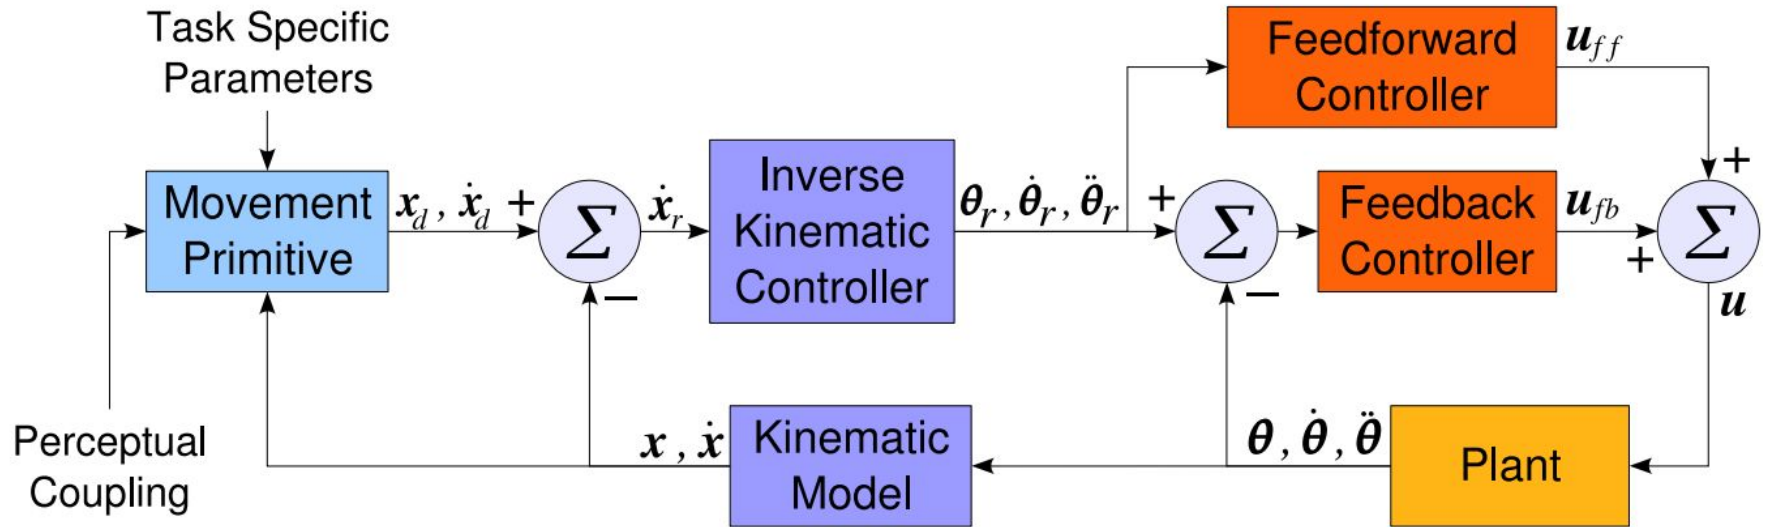 Task Specific
Parameters
Feedforward
Controller
u_ff
+
Movement
Primitive
x_d, ẋ_d
+
Σ
ẋ_r
Inverse
Kinematic
Controller
θ_r, θ̇_r, θ̈_r
+
Σ
Feedback
Controller
u_fb
+
Σ
−
−
u
Perceptual
Coupling
x, ẋ
Kinematic
Model
θ, θ̇, θ̈
Plant